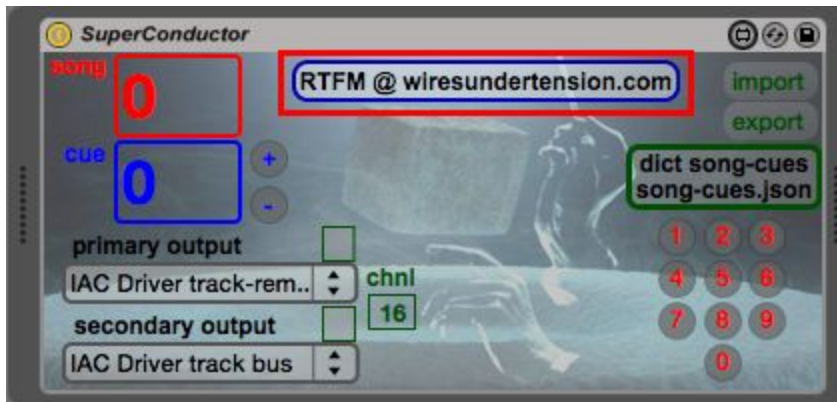 SuperConductor
song
0
RTFM @ wiresundertension.com
import
export
cue
0
+
-
dict song-cues
song-cues.json
primary output
IAC Driver track-rem..
chnl
16
secondary output
IAC Driver track bus
1 2 3
4 5 6
7 8 9
0